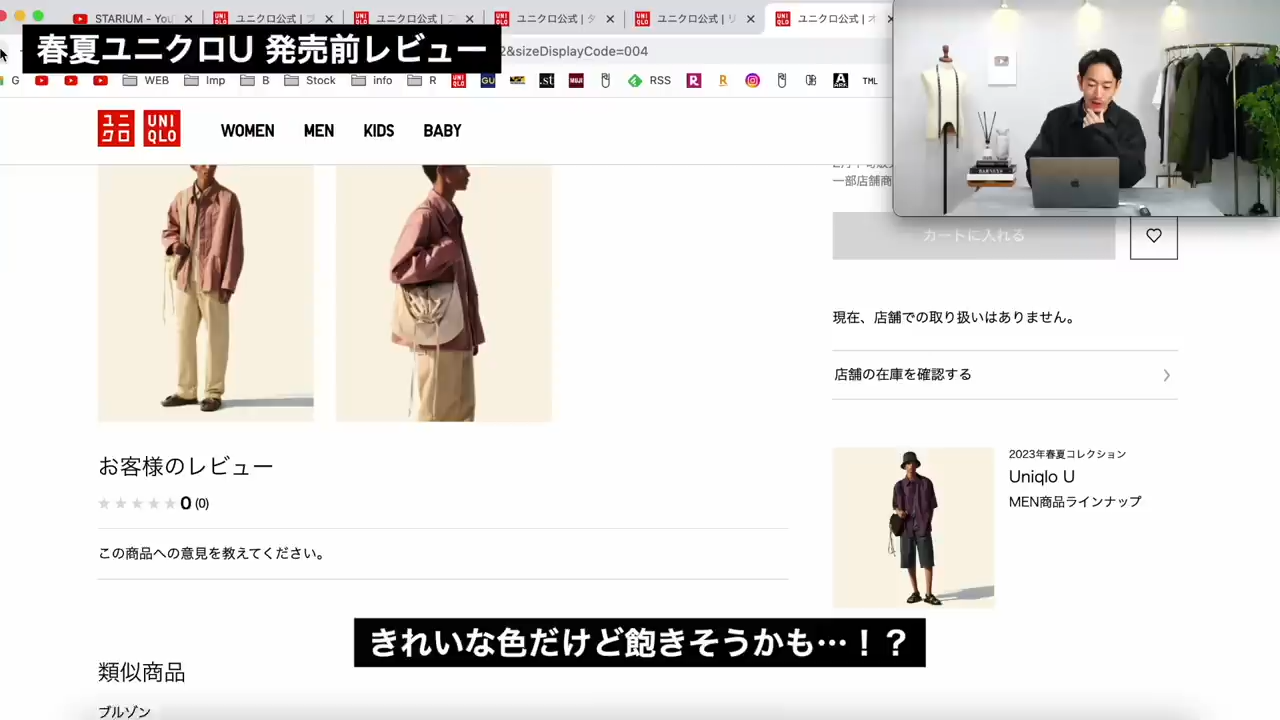 STARIUM - You
ユニクロ公式 | ブ
ユニクロ公式 |
ユニクロ公式 | タ
ユニクロ公式 | リ
ユニクロ公式 | オ
春夏ユニクロU 発売前レビュー
2&sizeDisplayCode=004
G
WEB
Imp
B
Stock
info
R
UNI QLO
GU
.st
MUJI
RSS
R
R
A
ARK
TML
ユニクロ
UNI QLO
WOMEN
MEN
KIDS
BABY
一部店舗商
カートに入れる
現在、店舗での取り扱いはありません。
店舗の在庫を確認する
お客様のレビュー
0 (0)
この商品への意見を教えてください。
2023年春夏コレクション
Uniqlo U
MEN商品ラインナップ
きれいな色だけど飽きそうかも…！？
類似商品
ブルゾン